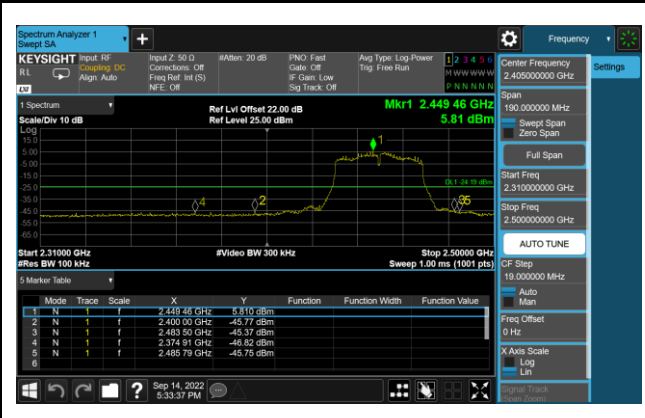 Spectrum Analyzer 1
Swept SA
Frequency
KEYSIGHT
RL
LXI
Input: RF
Coupling: DC
Align: Auto
Input Z: 50 Ω
Corrections: Off
Freq Ref: Int (S)
NFE: Off
#Atten: 20 dB
PNO: Fast
Gate: Off
IF Gain: Low
Sig Track: Off
Avg Type: Log-Power
Trig: Free Run
1 2 3 4 5 6
M W W W W W
P N N N N N
1 Spectrum
Scale/Div 10 dB
Ref Lvl Offset 22.00 dB
Ref Level 25.00 dBm
Mkr1 2.449 46 GHz
5.81 dBm
Log
15.0
5.00
-5.00
-15.0
-25.0
-35.0
-45.0
-55.0
-65.0
1
DL1 -24.19 dBm
4
2
3
5
Start 2.31000 GHz
#Res BW 100 kHz
#Video BW 300 kHz
Stop 2.50000 GHz
Sweep 1.00 ms (1001 pts)
5 Marker Table
Mode Trace Scale X Y Function Function Width Function Value
1 N 1 f 2.449 46 GHz 5.810 dBm
2 N 1 f 2.400 00 GHz -45.77 dBm
3 N 1 f 2.483 50 GHz -45.37 dBm
4 N 1 f 2.374 91 GHz -46.82 dBm
5 N 1 f 2.485 79 GHz -45.75 dBm
6
Sep 14, 2022
5:33:37 PM
Center Frequency
2.405000000 GHz
Settings
Span
190.000000 MHz
Swept Span
Zero Span
Full Span
Start Freq
2.310000000 GHz
Stop Freq
2.500000000 GHz
AUTO TUNE
CF Step
19.000000 MHz
Auto
Man
Freq Offset
0 Hz
X Axis Scale
Log
Lin
Signal Track
(Span Zoom)